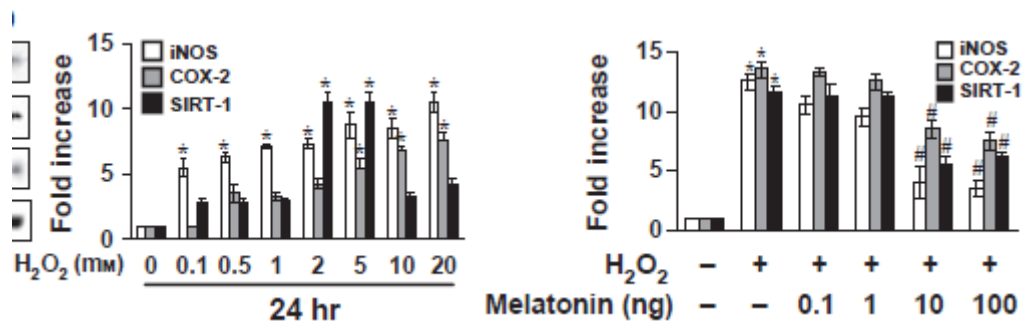 15
10
5
0
Fold increase
iNOS
COX-2
SIRT-1
* * * * * * * * * * * *
H₂O₂ (mM) 0 0.1 0.5 1 2 5 10 20
24 hr
15
10
5
0
Fold increase
iNOS
COX-2
SIRT-1
* * *
# # # # # #
H₂O₂ – + + + + +
Melatonin (ng) – – 0.1 1 10 100